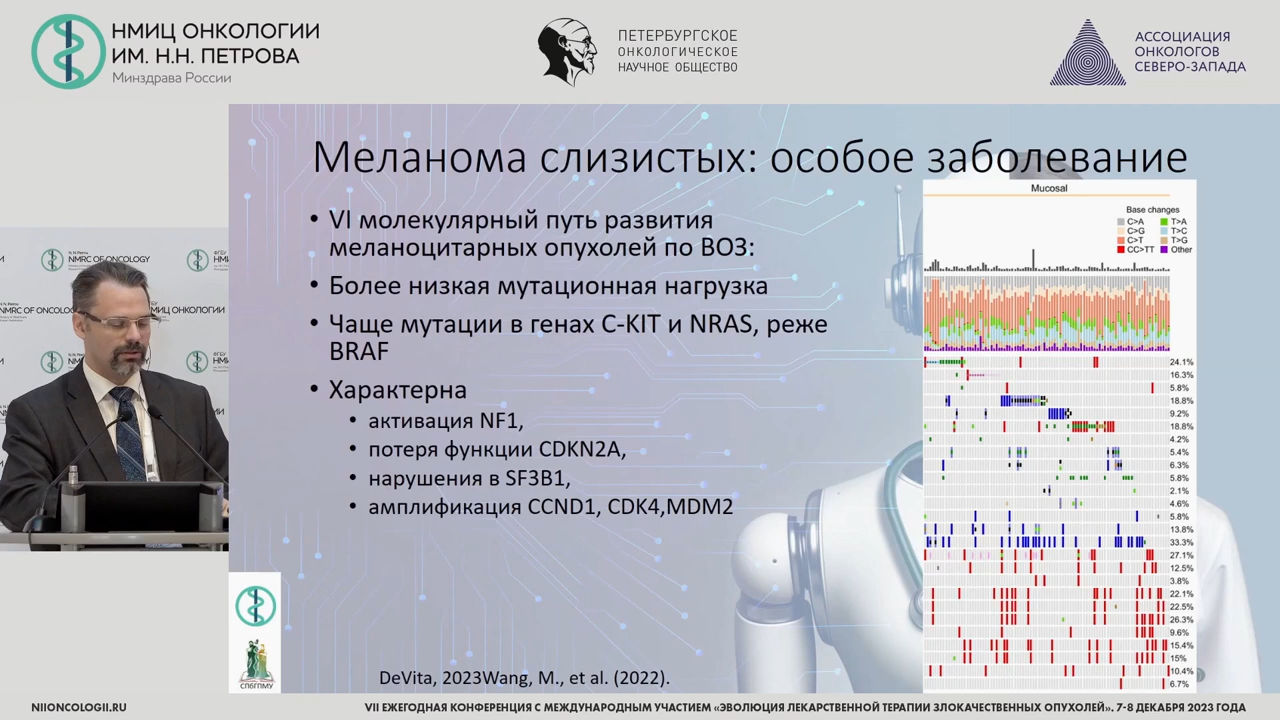 НМИЦ ОНКОЛОГИИ
ИМ. Н.Н. ПЕТРОВА
Минздрава России
ПЕТЕРБУРГСКОЕ
ОНКОЛОГИЧЕСКОЕ
НАУЧНОЕ ОБЩЕСТВО
АССОЦИАЦИЯ
ОНКОЛОГОВ
СЕВЕРО-ЗАПАДА
Меланома слизистых: особое заболевание
• VI молекулярный путь развития
меланоцитарных опухолей по ВОЗ:
• Более низкая мутационная нагрузка
• Чаще мутации в генах C-KIT и NRAS, реже
BRAF
• Характерна
• активация NF1,
• потеря функции CDKN2A,
• нарушения в SF3B1,
• амплификация CCND1, CDK4,MDM2
DeVita, 2023Wang, M., et al. (2022).
Mucosal
Base changes
C>A T>A
C>G T>C
C>T T>G
CC>TT Other
24.1%
16.3%
5.8%
18.8%
9.2%
18.8%
4.2%
5.4%
6.3%
5.8%
2.1%
4.6%
5.8%
13.8%
33.3%
27.1%
12.5%
3.8%
22.1%
22.5%
26.3%
9.6%
15.4%
15%
10.4%
6.7%
NMRC OF ONCOLOGY
NMRC OF ONCOLOGY
МИЦ ОНКОЛОГИИ
СПбГПМУ
NIIONCOLOGII.RU
VII ЕЖЕГОДНАЯ КОНФЕРЕНЦИЯ С МЕЖДУНАРОДНЫМ УЧАСТИЕМ «ЭВОЛЮЦИЯ ЛЕКАРСТВЕННОЙ ТЕРАПИИ ЗЛОКАЧЕСТВЕННЫХ ОПУХОЛЕЙ». 7-8 ДЕКАБРЯ 2023 ГОДА